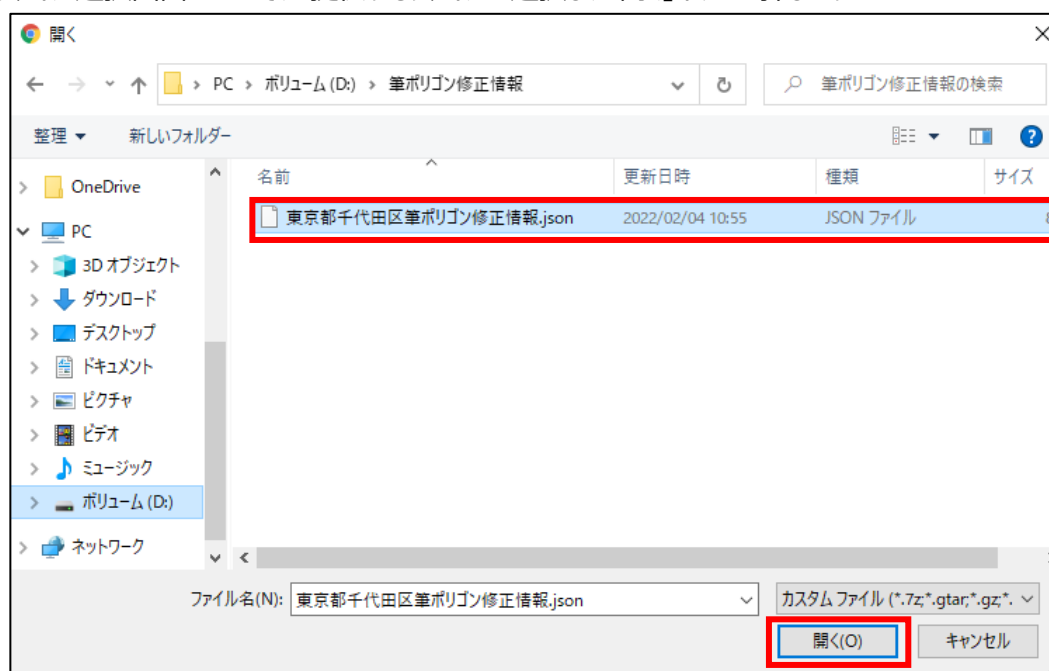 開く
PC > ボリューム (D:) > 筆ポリゴン修正情報
筆ポリゴン修正情報の検索
整理 新しいフォルダー
名前 更新日時 種類 サイズ
東京都千代田区筆ポリゴン修正情報.json 2022/02/04 10:55 JSON ファイル
OneDrive
PC
3D オブジェクト
ダウンロード
デスクトップ
ドキュメント
ピクチャ
ビデオ
ミュージック
ボリューム (D:)
ネットワーク
ファイル名(N): 東京都千代田区筆ポリゴン修正情報.json カスタム ファイル (*.7z;*.gtar;*.gz;*.
開く(O) キャンセル